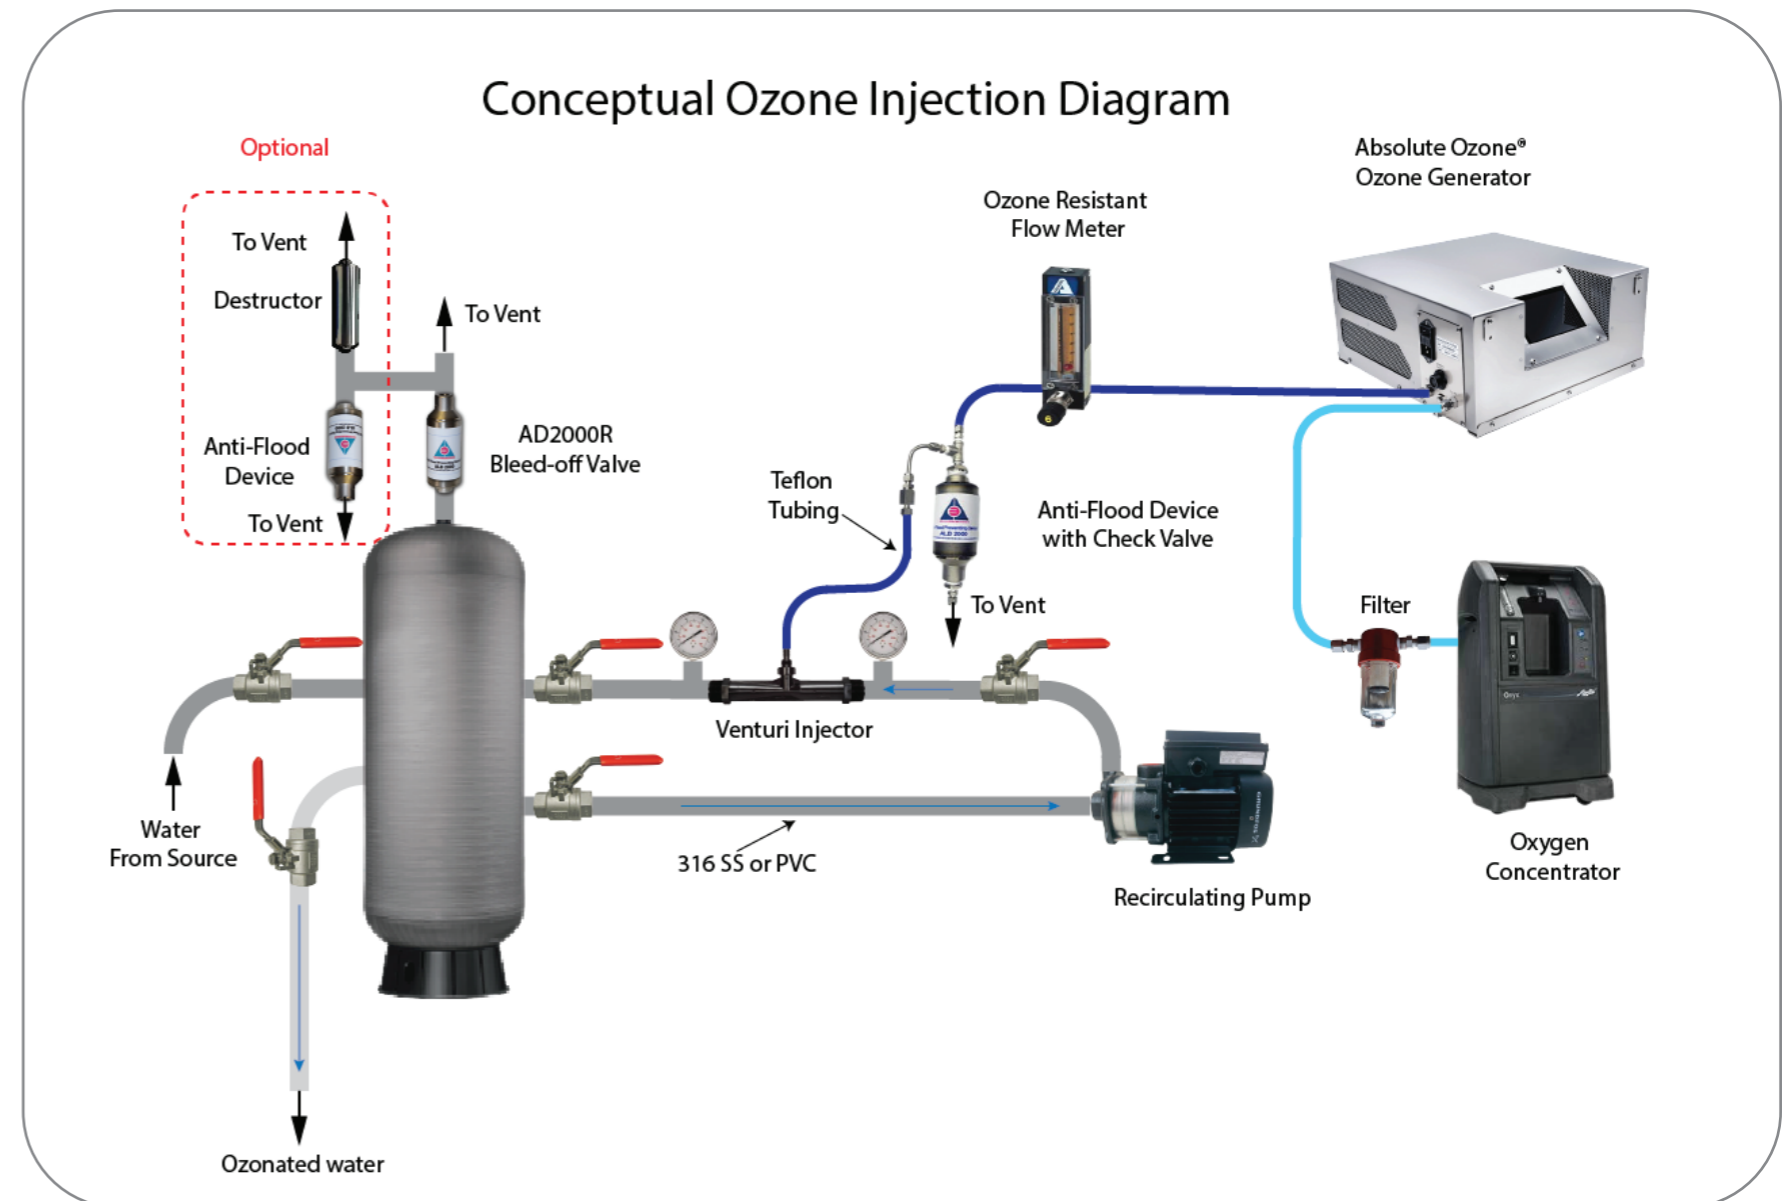 Conceptual Ozone Injection Diagram
Optional
To Vent
Destructor
To Vent
Anti-Flood
Device
To Vent
AD2000R
Bleed-off Valve
Ozone Resistant
Flow Meter
Absolute Ozone®
Ozone Generator
Teflon
Tubing
Anti-Flood Device
with Check Valve
To Vent
Filter
Venturi Injector
Water
From Source
316 SS or PVC
Recirculating Pump
Oxygen
Concentrator
Ozonated water